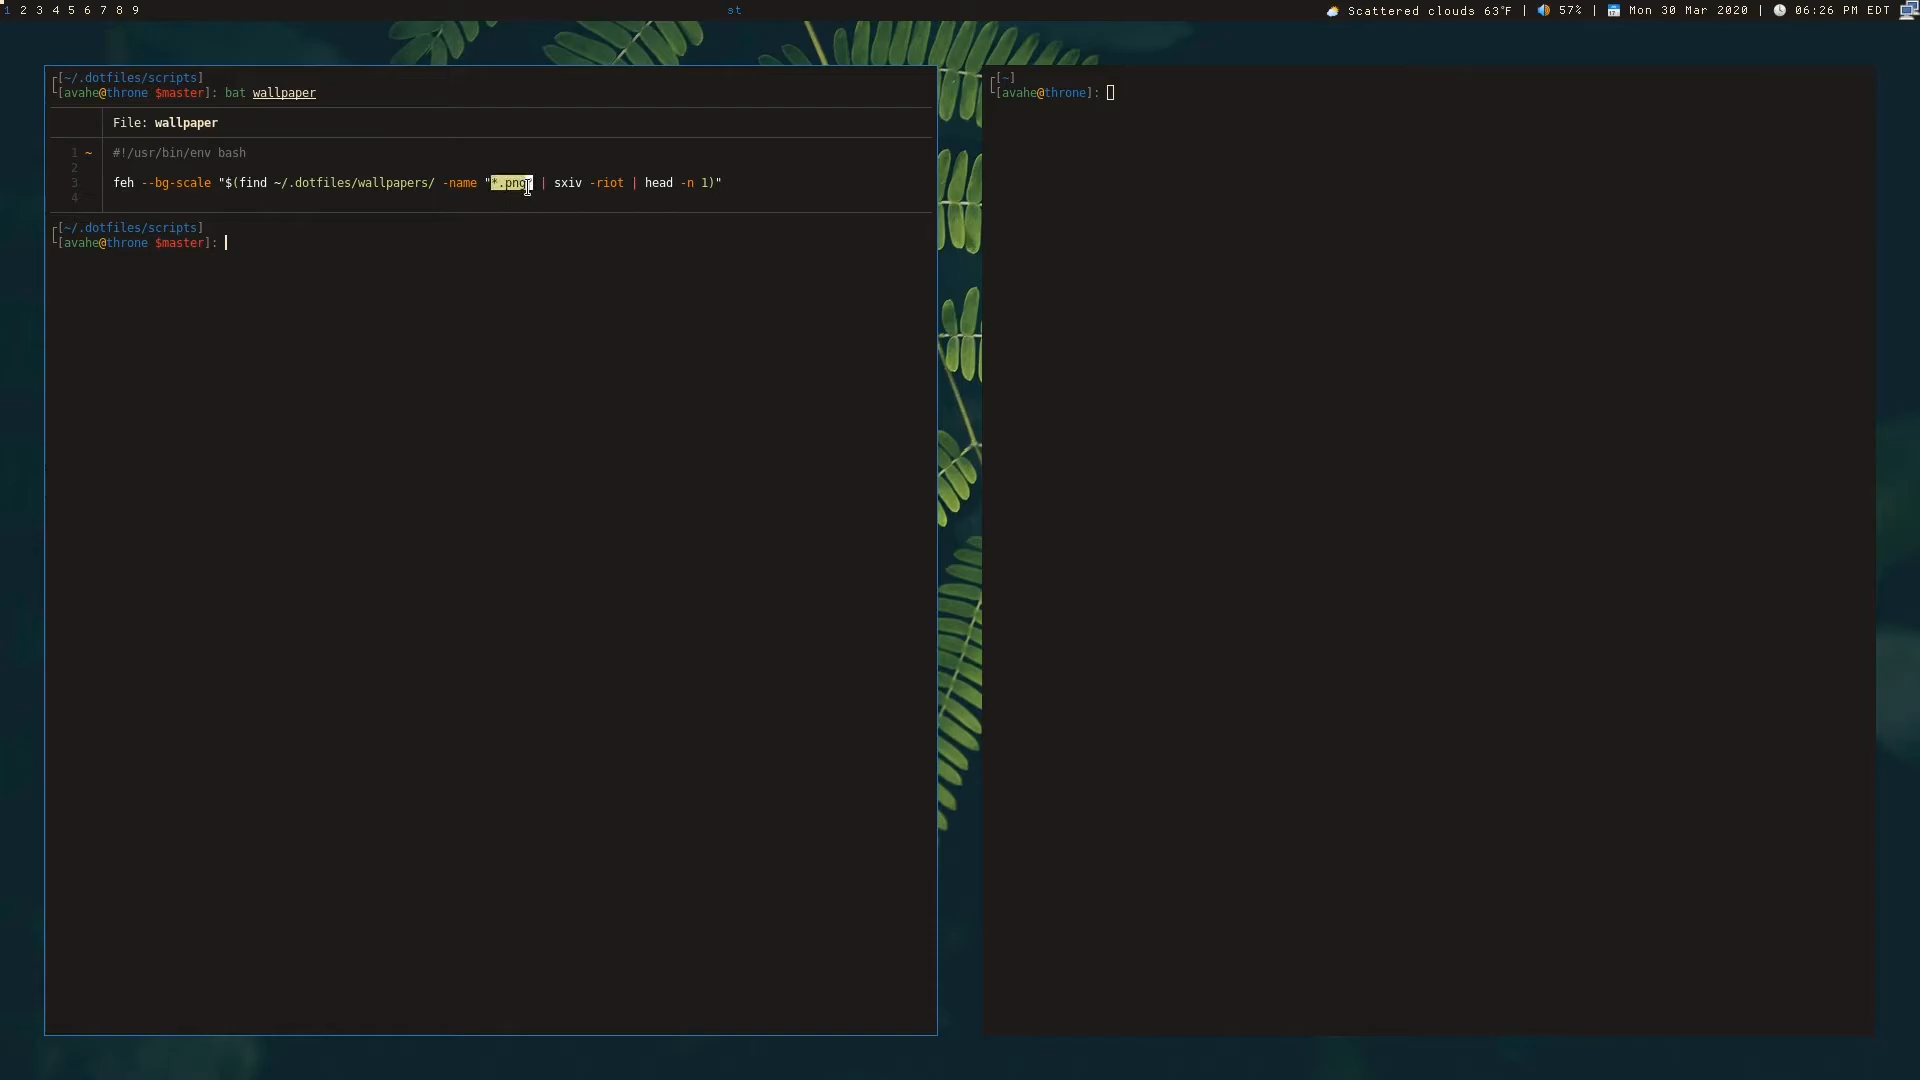 1 2 3 4 5 6 7 8 9
st
Scattered clouds 63°F | 57% | Mon 30 Mar 2020 | 06:26 PM EDT
┌[~/.dotfiles/scripts]
└[avahe@throne $master]: bat wallpaper
File: wallpaper
1 ~ #!/usr/bin/env bash
2
3 feh --bg-scale "$(find ~/.dotfiles/wallpapers/ -name "*.png" | sxiv -riot | head -n 1)"
4
┌[~/.dotfiles/scripts]
└[avahe@throne $master]:
┌[~]
└[avahe@throne]: